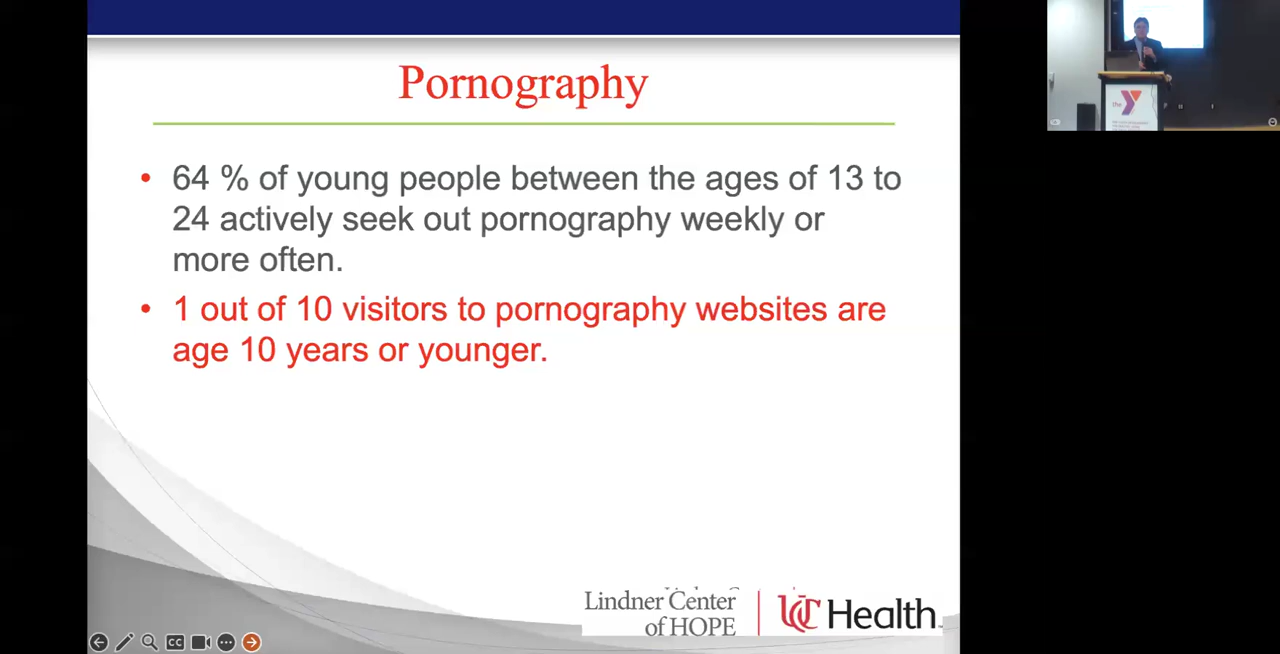 Pornography
• 64 % of young people between the ages of 13 to
24 actively seek out pornography weekly or
more often.
• 1 out of 10 visitors to pornography websites are
age 10 years or younger.
Lindner Center
of HOPE
UC Health
CC
the Y